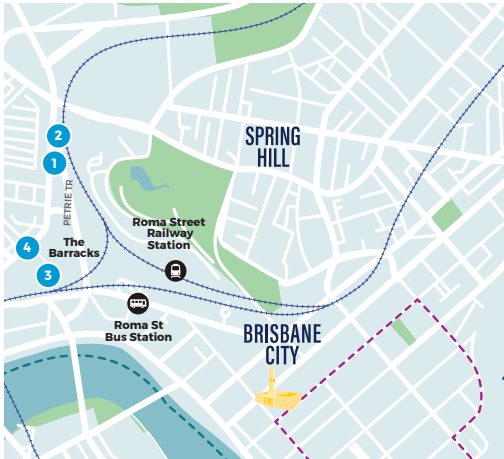 SPRING
HILL
2
1
PETRIE TR
Roma Street
Railway
Station
4
The
Barracks
3
Roma St
Bus Station
BRISBANE
CITY